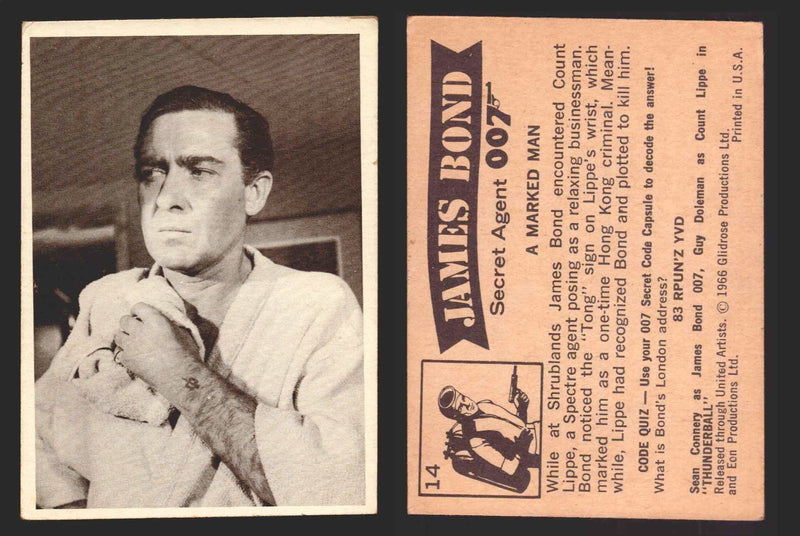 14
JAMES BOND
Secret Agent 007
A MARKED MAN
While at Shrublands James Bond encountered Count
Lippe, a Spectre agent posing as a relaxing businessman.
Bond noticed the "Tong" sign on Lippe's wrist, which
marked him as a one-time Hong Kong criminal. Mean-
while, Lippe had recognized Bond and plotted to kill him.
CODE QUIZ — Use your 007 Secret Code Capsule to decode the answer!
What is Bond's London address?
83 RPUN'Z YVD
Sean Connery as James Bond 007, Guy Doleman as Count Lippe in
"THUNDERBALL"
Released through United Artists. © 1966 Glidrose Productions Ltd.
and Eon Productions Ltd. Printed in U.S.A.